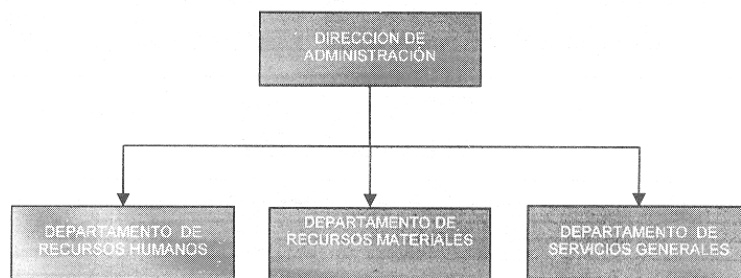 DIRECCIÓN DE
ADMINISTRACIÓN
DEPARTAMENTO DE
RECURSOS HUMANOS
DEPARTAMENTO DE
RECURSOS MATERIALES
DEPARTAMENTO DE
SERVICIOS GENERALES